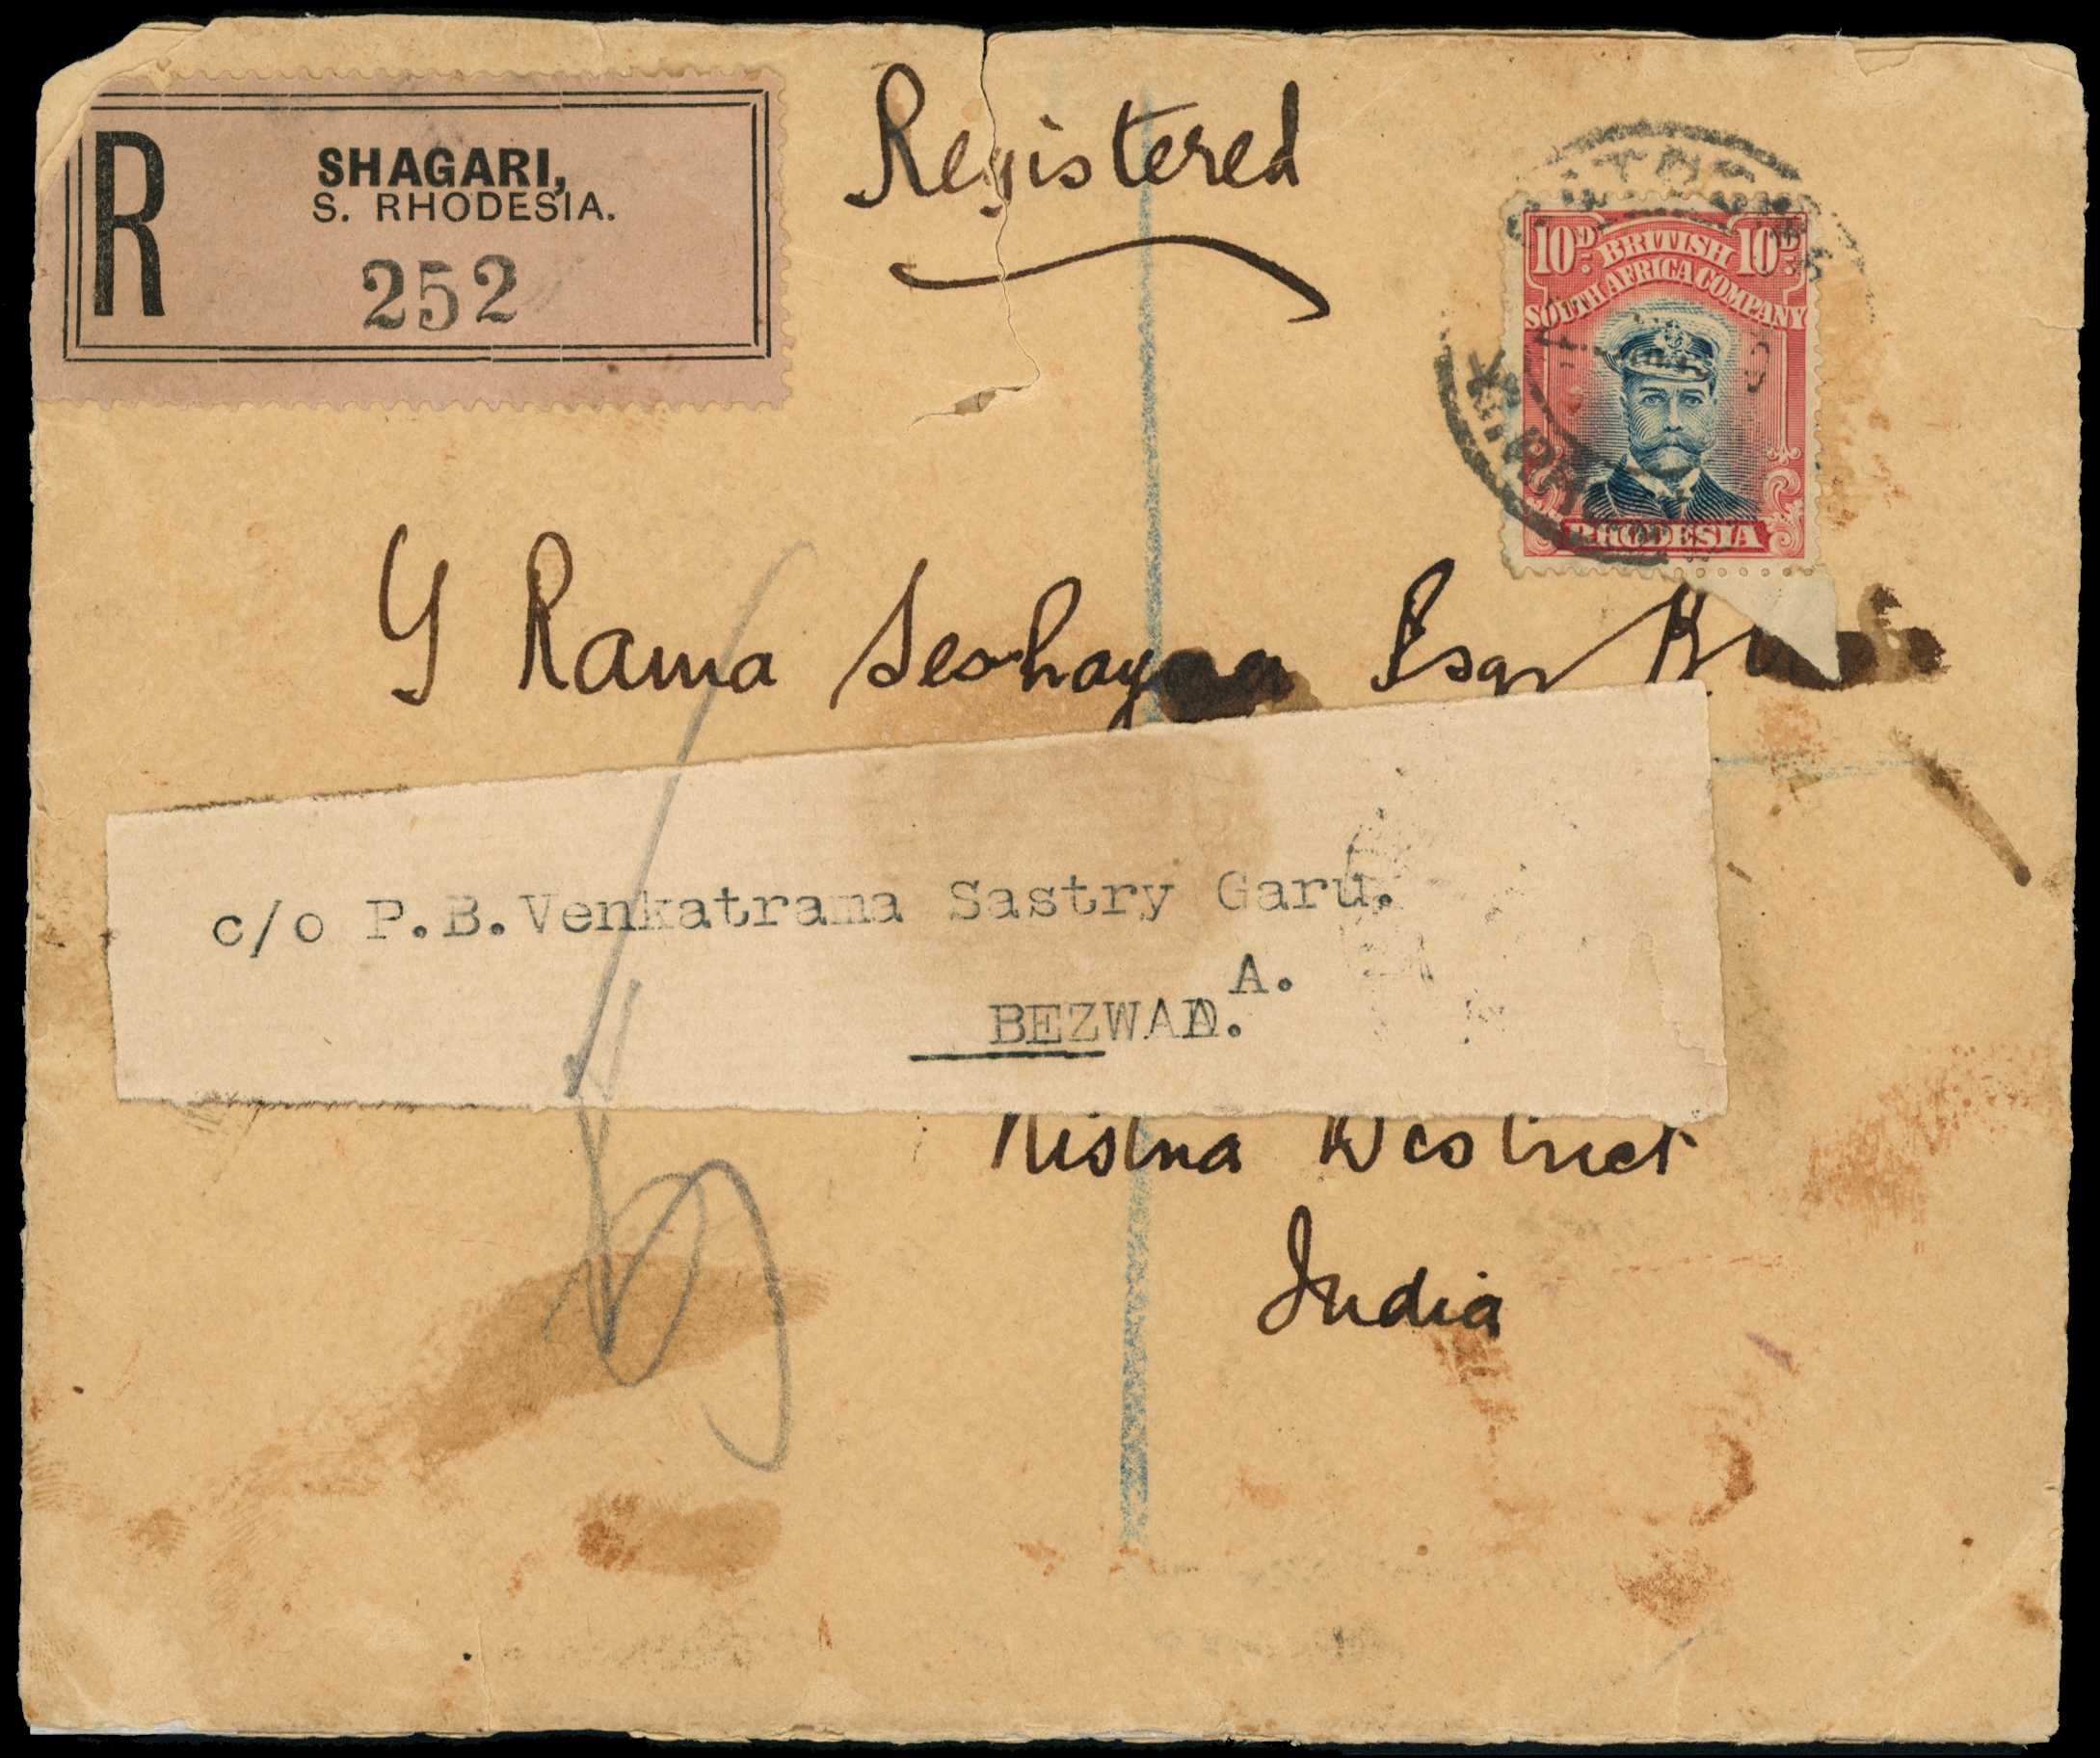 R
SHAGARI,
S. RHODESIA.
252
Registered
10D BRITISH 10D
SOUTH AFRICA COMPANY
RHODESIA
Y Rama Seshayya Esqr
c/o P.B.Venkatrama Sastry Garu.
A.
BEZWAD.
Kistna District
India